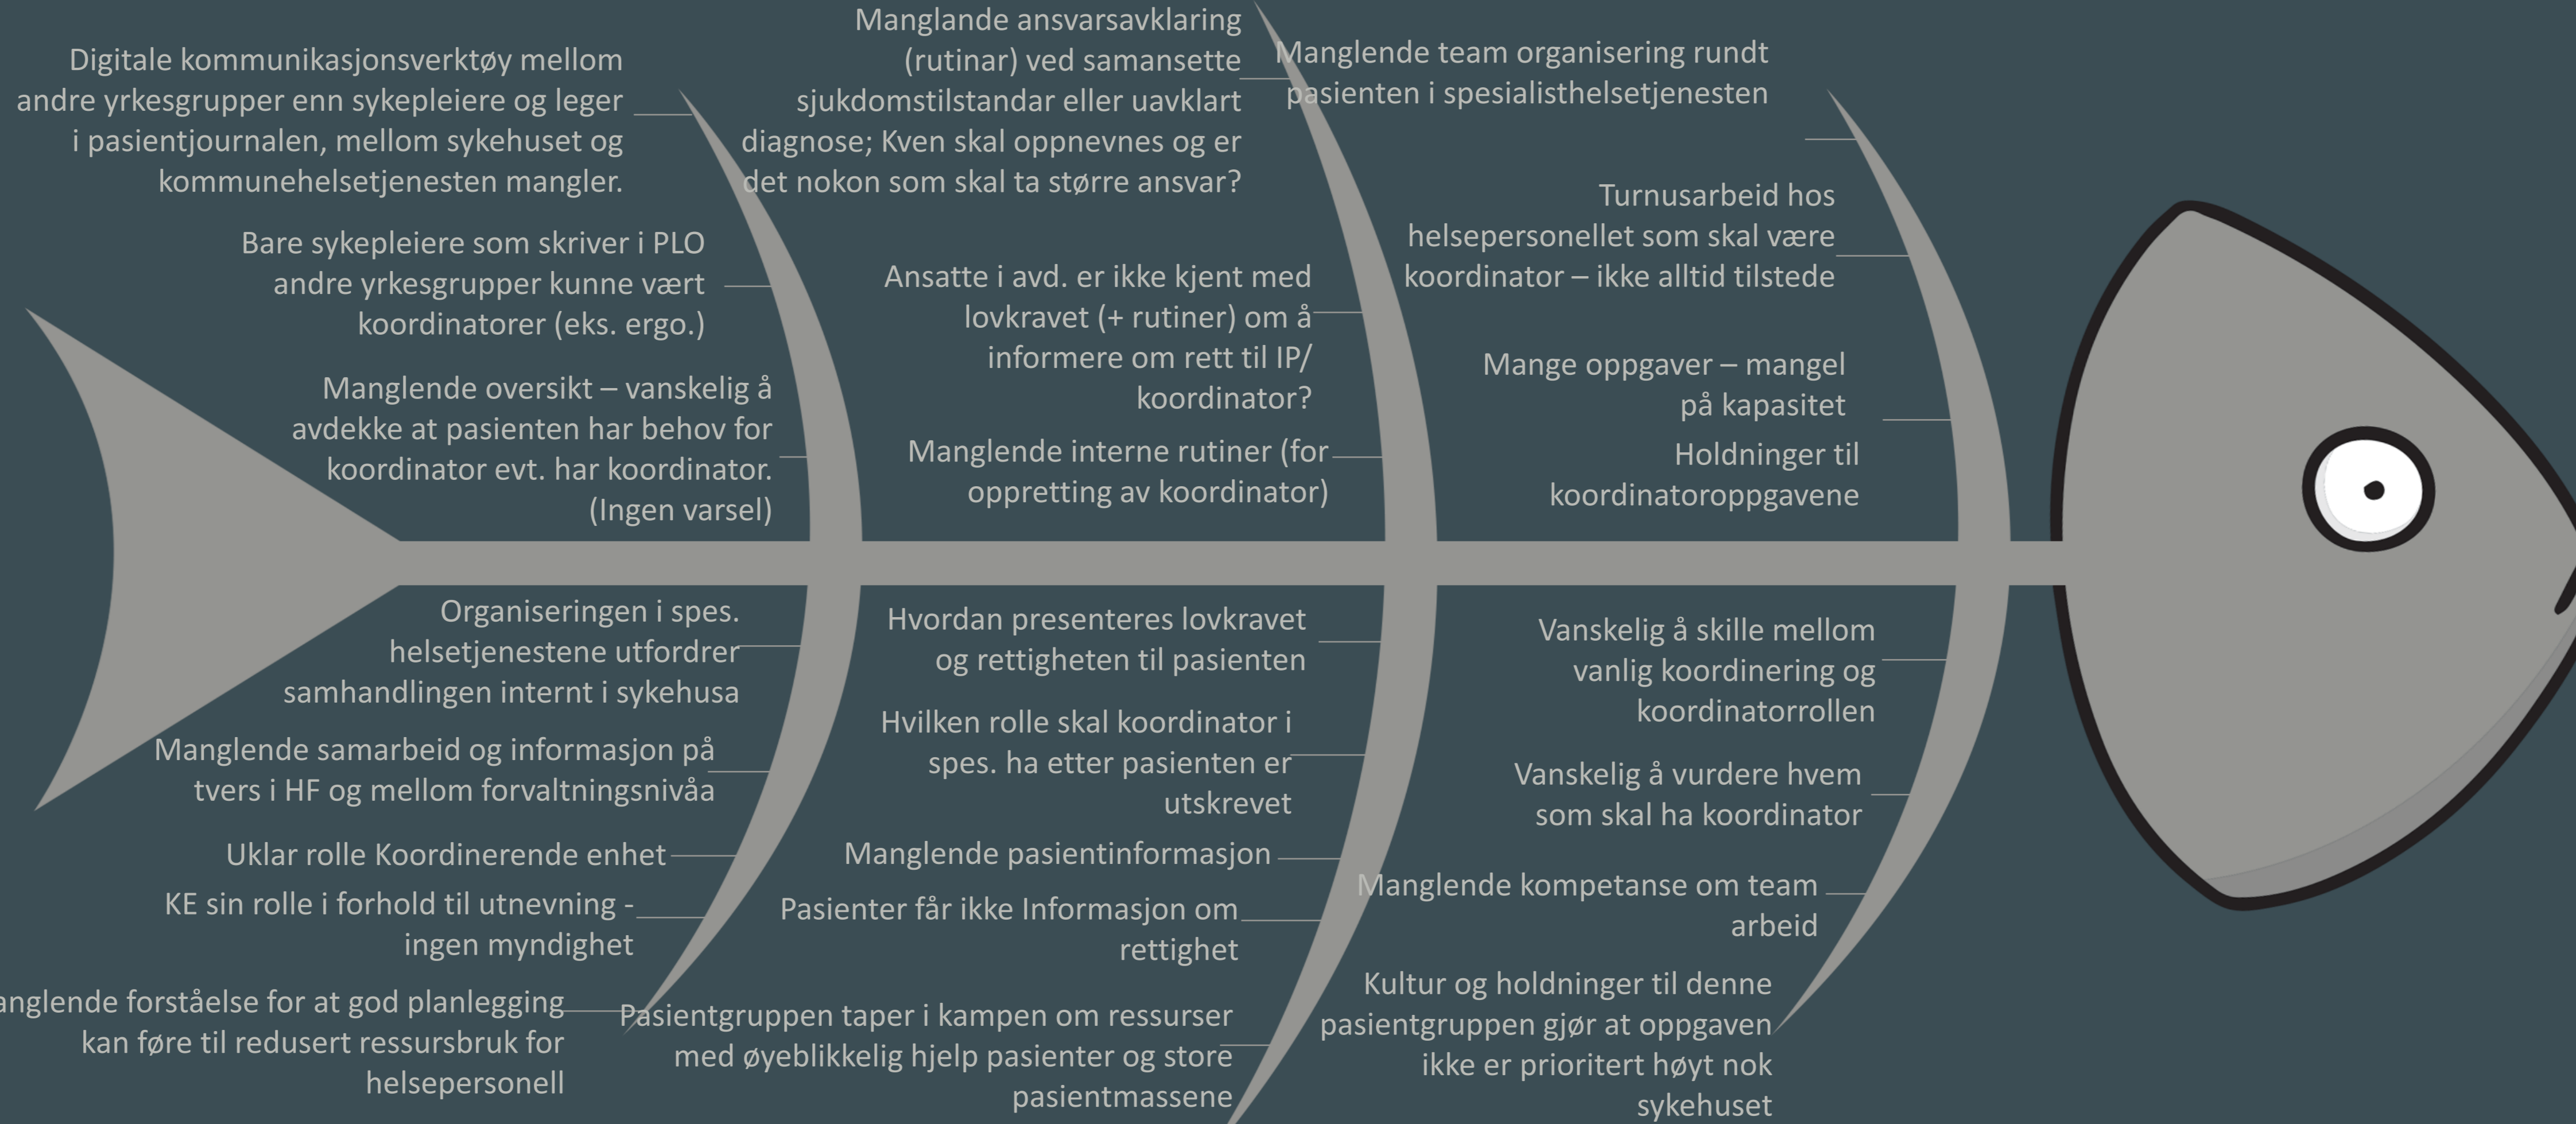 Digitale kommunikasjonsverktøy mellom
andre yrkesgrupper enn sykepleiere og leger
i pasientjournalen, mellom sykehuset og
kommunehelsetjenesten mangler.
Bare sykepleiere som skriver i PLO
andre yrkesgrupper kunne vært
koordinatorer (eks. ergo.)
Manglende oversikt – vanskelig å
avdekke at pasienten har behov for
koordinator evt. har koordinator.
(Ingen varsel)
Manglande ansvarsavklaring
(rutinar) ved samansette
sjukdomstilstandar eller uavklart
diagnose; Kven skal oppnevnes og er
det nokon som skal ta større ansvar?
Ansatte i avd. er ikke kjent med
lovkravet (+ rutiner) om å
informere om rett til IP/
koordinator?
Manglende interne rutiner (for
oppretting av koordinator)
Manglende team organisering rundt
pasienten i spesialisthelsetjenesten
Turnusarbeid hos
helsepersonellet som skal være
koordinator – ikke alltid tilstede
Mange oppgaver – mangel
på kapasitet
Holdninger til
koordinatoroppgavene
Organiseringen i spes.
helsetjenestene utfordrer
samhandlingen internt i sykehusa
Manglende samarbeid og informasjon på
tvers i HF og mellom forvaltningsnivåa
Uklar rolle Koordinerende enhet
KE sin rolle i forhold til utnevning -
ingen myndighet
anglende forståelse for at god planlegging
kan føre til redusert ressursbruk for
helsepersonell
Hvordan presenteres lovkravet
og rettigheten til pasienten
Hvilken rolle skal koordinator i
spes. ha etter pasienten er
utskrevet
Manglende pasientinformasjon
Pasienter får ikke Informasjon om
rettighet
Pasientgruppen taper i kampen om ressurser
med øyeblikkelig hjelp pasienter og store
pasientmassene
Vanskelig å skille mellom
vanlig koordinering og
koordinatorrollen
Vanskelig å vurdere hvem
som skal ha koordinator
Manglende kompetanse om team
arbeid
Kultur og holdninger til denne
pasientgruppen gjør at oppgaven
ikke er prioritert høyt nok
sykehuset